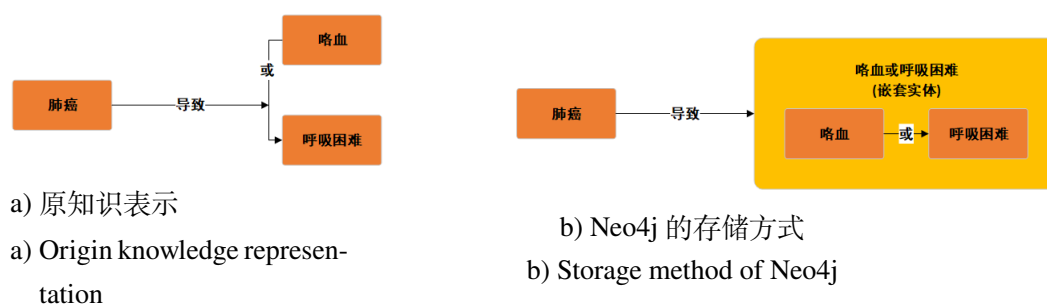 咯血
或
肺癌
导致
呼吸困难
a) 原知识表示
a) Origin knowledge represen-
tation
咯血或呼吸困难
(嵌套实体)
肺癌
导致
咯血
或
呼吸困难
b) Neo4j 的存储方式
b) Storage method of Neo4j